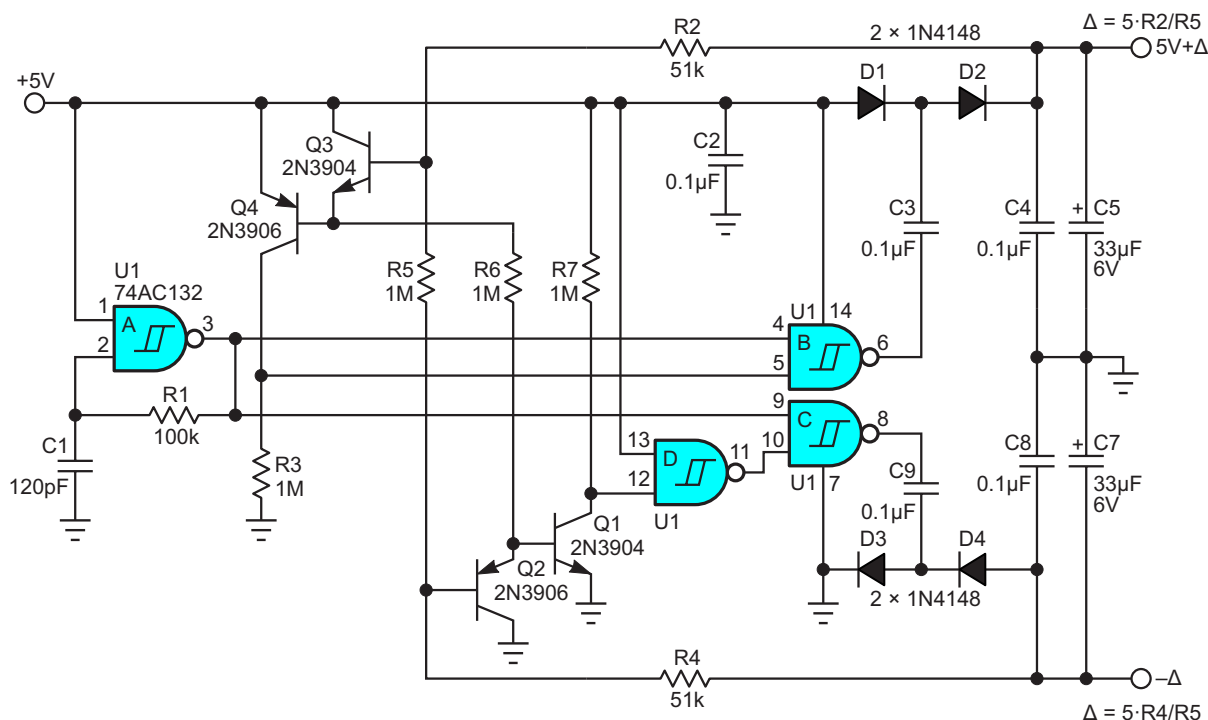 Δ = 5·R2/R5
R2
51k
2 × 1N4148
5V+Δ
+5V
D1
D2
Q3
2N3904
C2
0.1µF
Q4
2N3906
C3
0.1µF
C4
0.1µF
+
C5
33µF
6V
R5
1M
R6
1M
R7
1M
U1
74AC132
1
A
3
2
U1
14
4
B
6
5
R1
100k
C1
120pF
R3
1M
9
C
8
10
13
D
11
12
U1
U1
7
C9
0.1µF
C8
0.1µF
+
C7
33µF
6V
Q1
2N3904
Q2
2N3906
D3
D4
2 × 1N4148
R4
51k
–Δ
Δ = 5·R4/R5